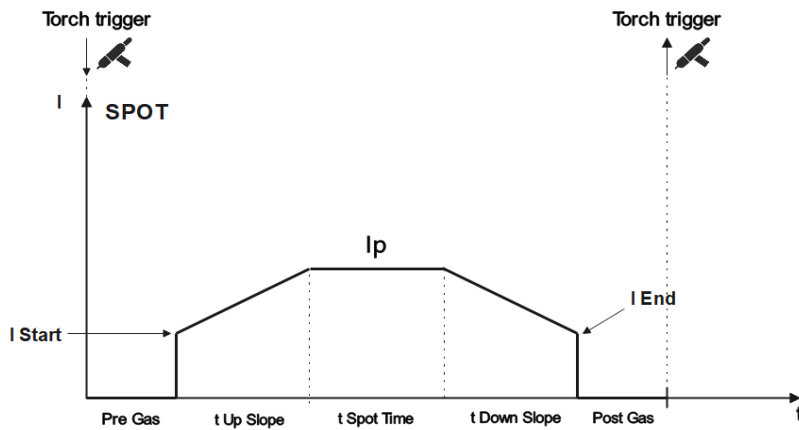 Torch trigger
Torch trigger
I
SPOT
Ip
I Start
I End
Pre Gas
t Up Slope
t Spot Time
t Down Slope
Post Gas
t